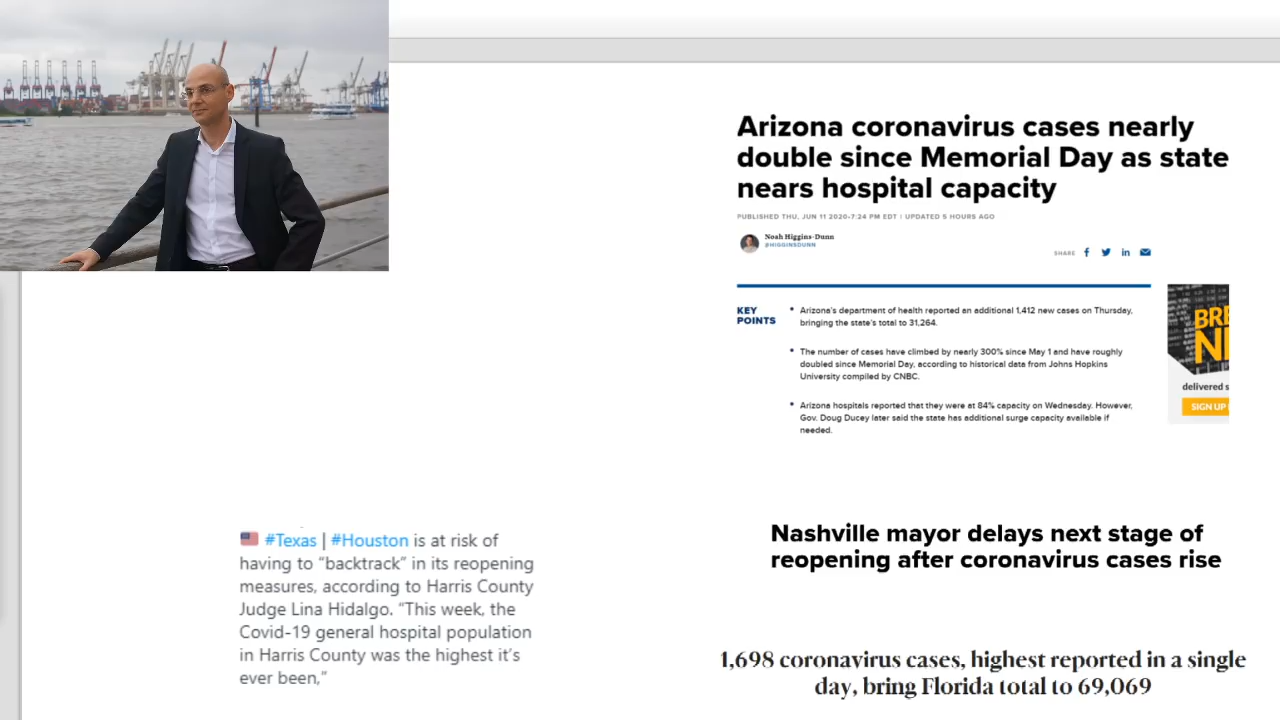 Arizona coronavirus cases nearly
double since Memorial Day as state
nears hospital capacity
PUBLISHED THU, JUN 11 2020•7:24 PM EDT | UPDATED 5 HOURS AGO
Noah Higgins-Dunn
@HIGGINSDUNN
SHARE
KEY
POINTS
• Arizona's department of health reported an additional 1,412 new cases on Thursday,
bringing the state's total to 31,264.
• The number of cases have climbed by nearly 300% since May 1 and have roughly
doubled since Memorial Day, according to historical data from Johns Hopkins
University compiled by CNBC.
• Arizona hospitals reported that they were at 84% capacity on Wednesday. However,
Gov. Doug Ducey later said the state has additional surge capacity available if
needed.
BRE
NE
delivered s
SIGN UP
#Texas | #Houston is at risk of
having to “backtrack” in its reopening
measures, according to Harris County
Judge Lina Hidalgo. “This week, the
Covid-19 general hospital population
in Harris County was the highest it’s
ever been,”
Nashville mayor delays next stage of
reopening after coronavirus cases rise
1,698 coronavirus cases, highest reported in a single
day, bring Florida total to 69,069